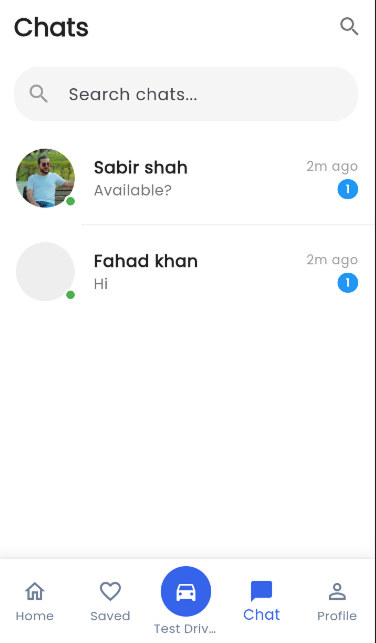 Chats
Search chats...
Sabir shah
2m ago
Available?
1
Fahad khan
2m ago
Hi
1
Home
Saved
Test Driv...
Chat
Profile